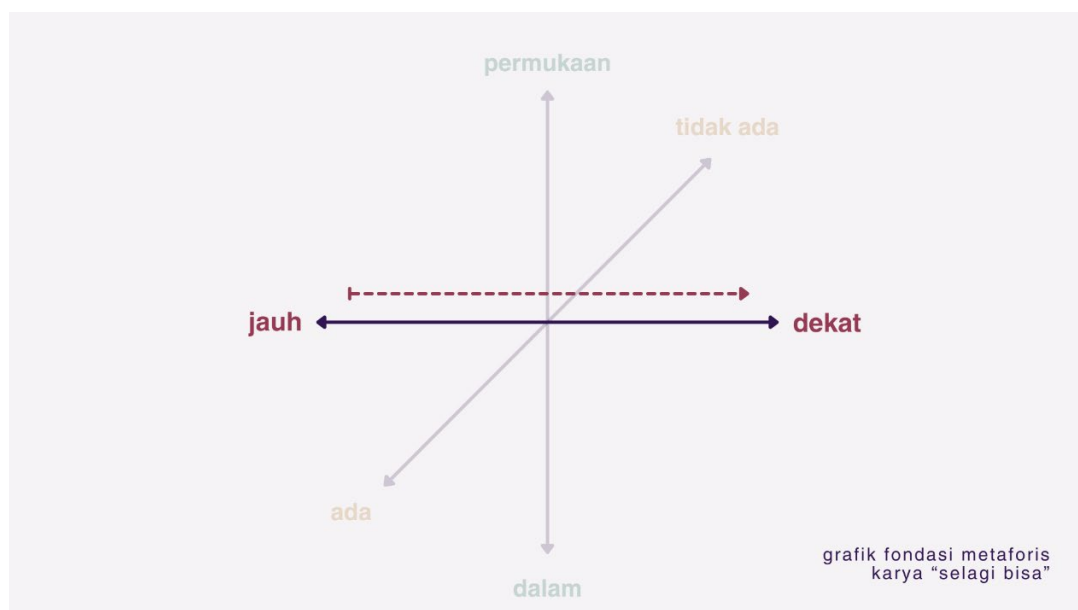 permukaan
tidak ada
jauh
dekat
ada
dalam
grafik fondasi metaforis
karya “selagi bisa”